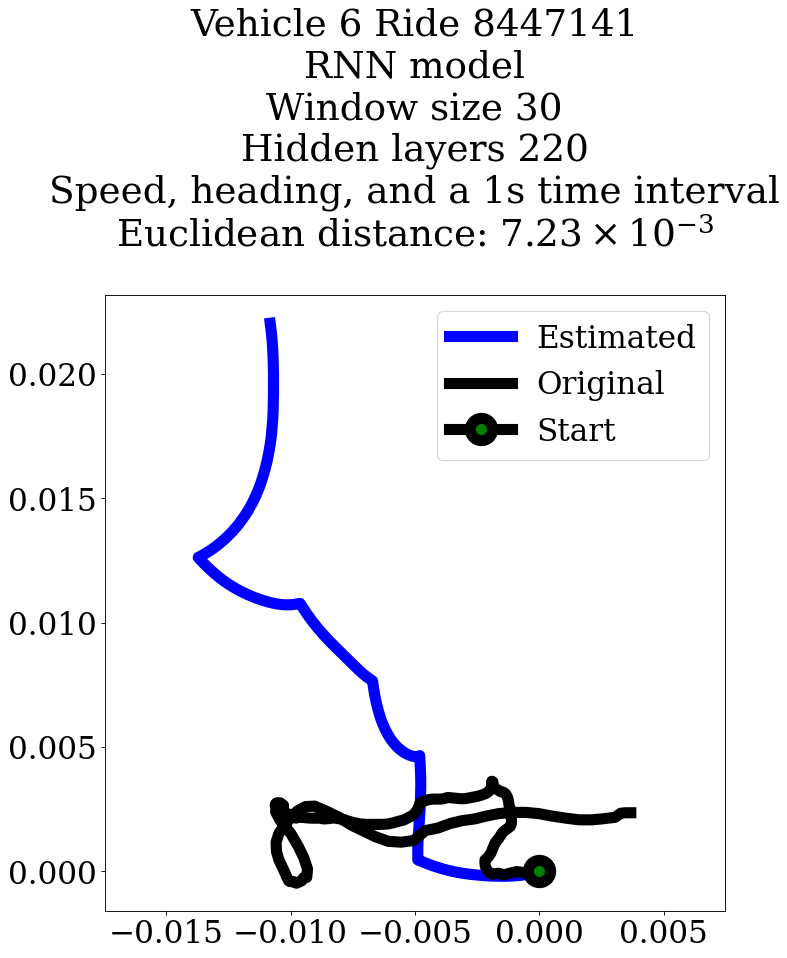 Vehicle 6 Ride 8447141
RNN model
Window size 30
Hidden layers 220
Speed, heading, and a 1s time interval
Euclidean distance: 7.23 × 10⁻³
Estimated
Original
Start
0.020
0.015
0.010
0.005
0.000
−0.015 −0.010 −0.005 0.000 0.005